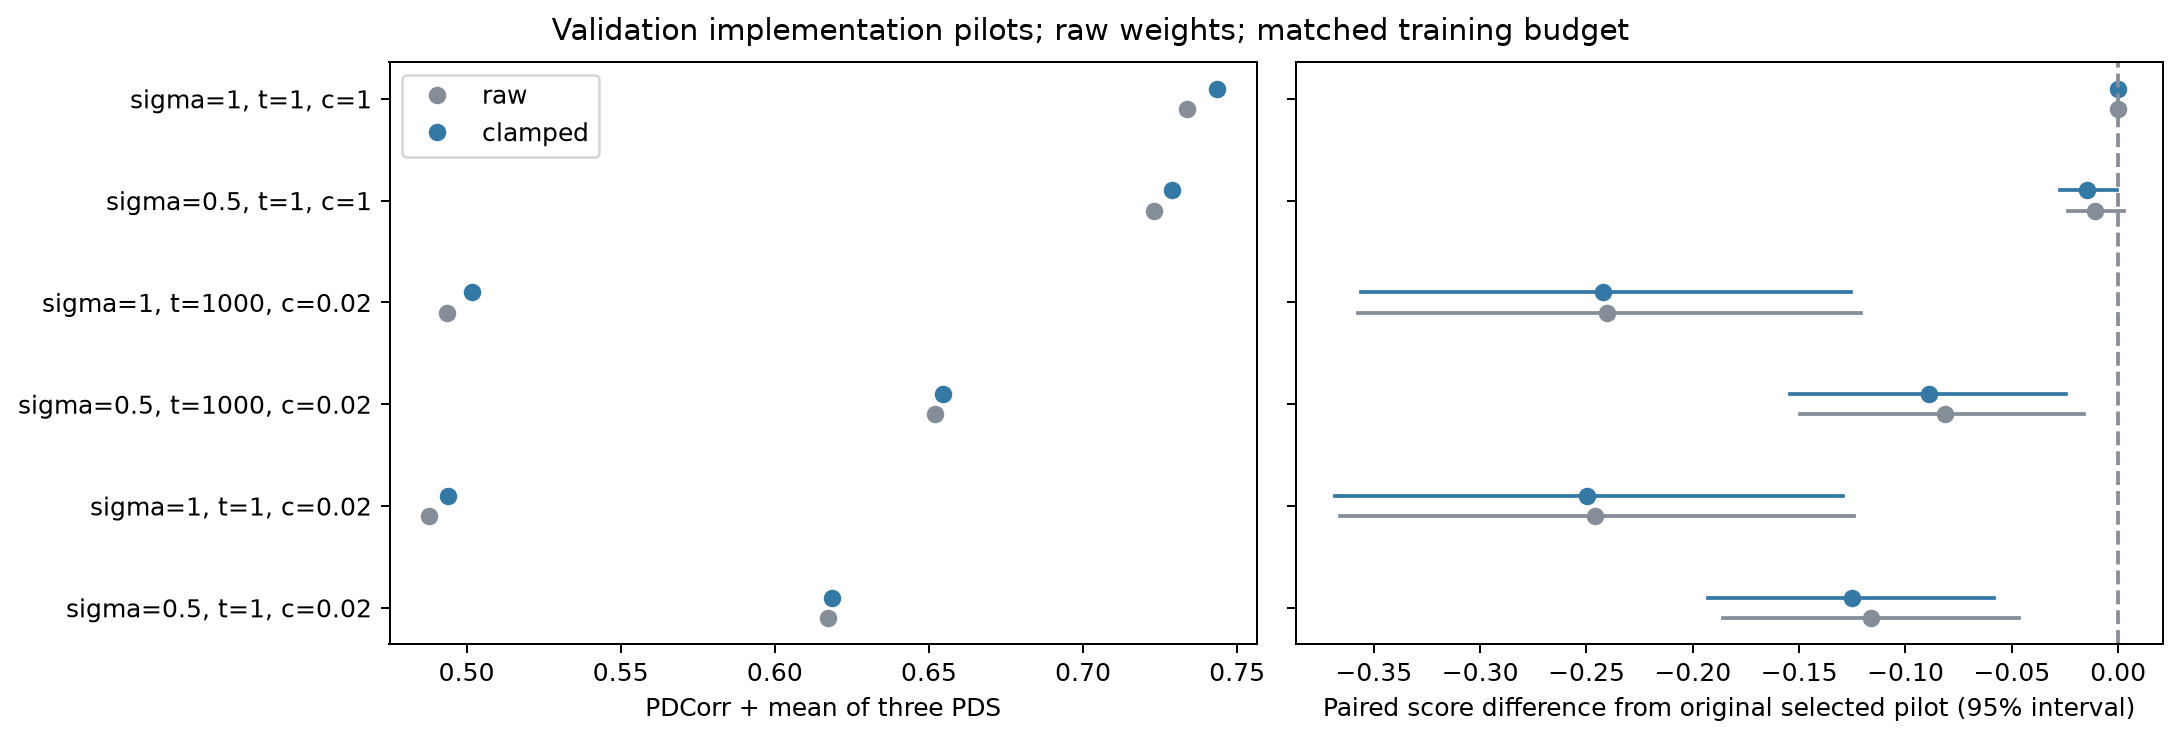 Validation implementation pilots; raw weights; matched training budget
raw
clamped
sigma=1, t=1, c=1
sigma=0.5, t=1, c=1
sigma=1, t=1000, c=0.02
sigma=0.5, t=1000, c=0.02
sigma=1, t=1, c=0.02
sigma=0.5, t=1, c=0.02
0.50 0.55 0.60 0.65 0.70 0.75
PDCorr + mean of three PDS
−0.35 −0.30 −0.25 −0.20 −0.15 −0.10 −0.05 0.00
Paired score difference from original selected pilot (95% interval)